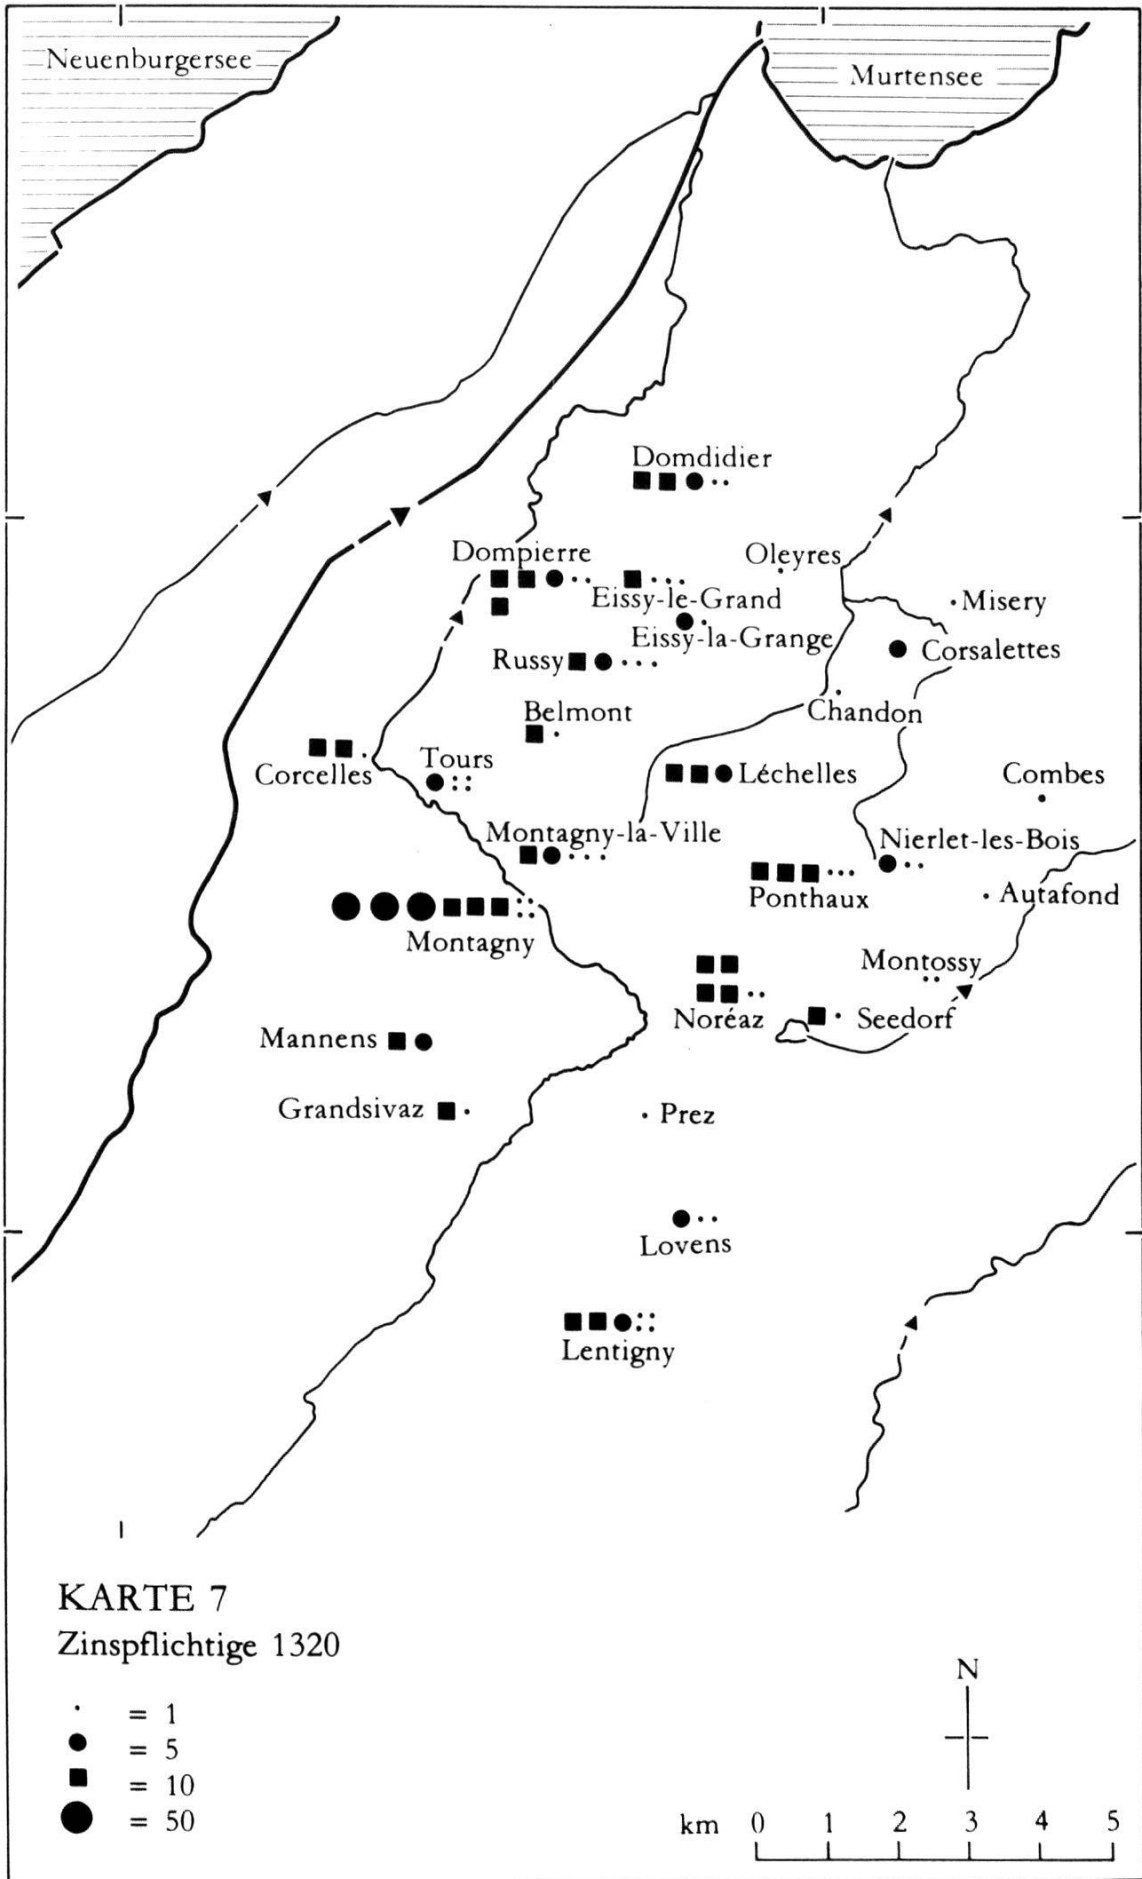 Neuenburgersee
Murtensee
Domdidier
Dompierre
Oleyres
Eissy-le-Grand
Misery
Eissy-la-Grange
Corsalettes
Russy
Belmont
Chandon
Corcelles
Tours
Léchelles
Combes
Montagny-la-Ville
Nierlet-les-Bois
Ponthaux
Autafond
Montagny
Montossy
Noréaz
Seedorf
Mannens
Grandsivaz
Prez
Lovens
Lentigny
KARTE 7
Zinspflichtige 1320
= 1
= 5
= 10
= 50
N
km 0 1 2 3 4 5